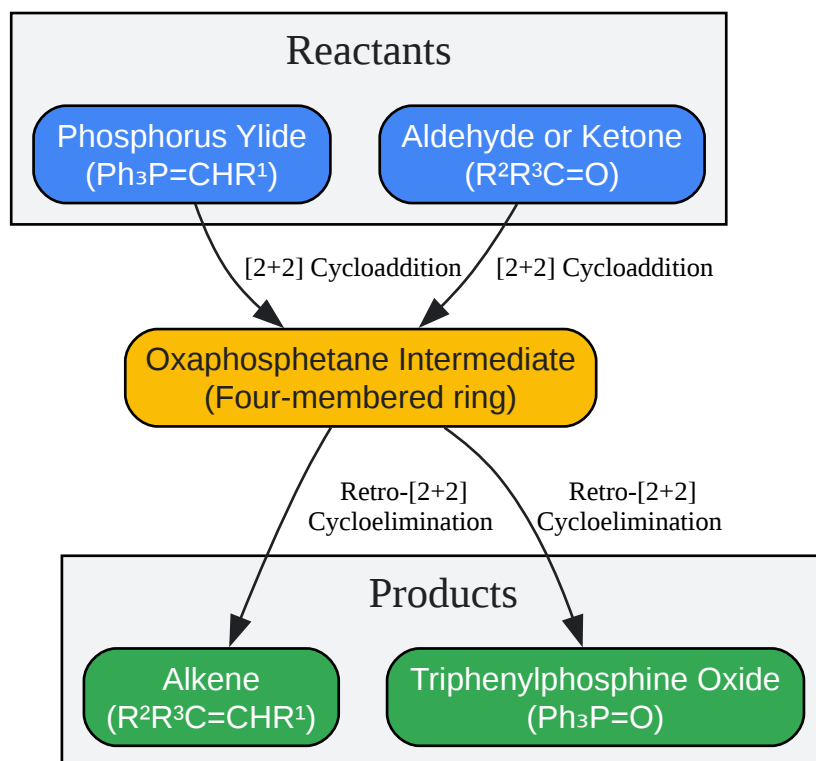 Reactants
Phosphorus Ylide
(Ph₃P=CHR¹)
Aldehyde or Ketone
(R²R³C=O)
[2+2] Cycloaddition
[2+2] Cycloaddition
Oxaphosphetane Intermediate
(Four-membered ring)
Retro-[2+2]
Cycloelimination
Retro-[2+2]
Cycloelimination
Products
Alkene
(R²R³C=CHR¹)
Triphenylphosphine Oxide
(Ph₃P=O)